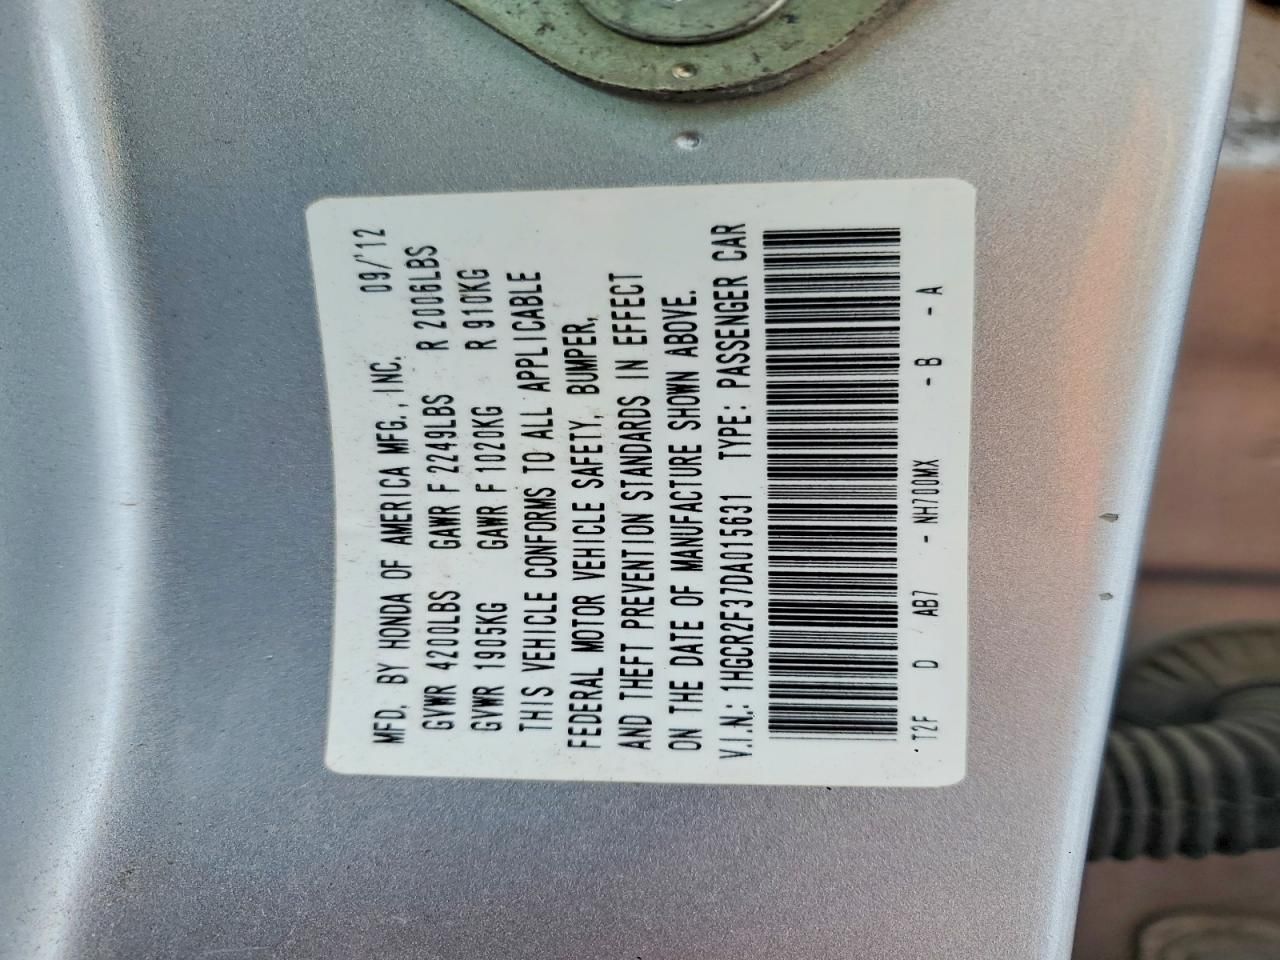 MFD. BY HONDA OF AMERICA MFG., INC. 09/'12
GVWR 4200LBS GAWR F 2249LBS R 2006LBS
GVWR 1905KG GAWR F 1020KG R 910KG
THIS VEHICLE CONFORMS TO ALL APPLICABLE
FEDERAL MOTOR VEHICLE SAFETY, BUMPER,
AND THEFT PREVENTION STANDARDS IN EFFECT
ON THE DATE OF MANUFACTURE SHOWN ABOVE.
V.I.N.: 1HGCR2F37DA015631 TYPE: PASSENGER CAR
T2F D AB7 - NH700MX - B - A